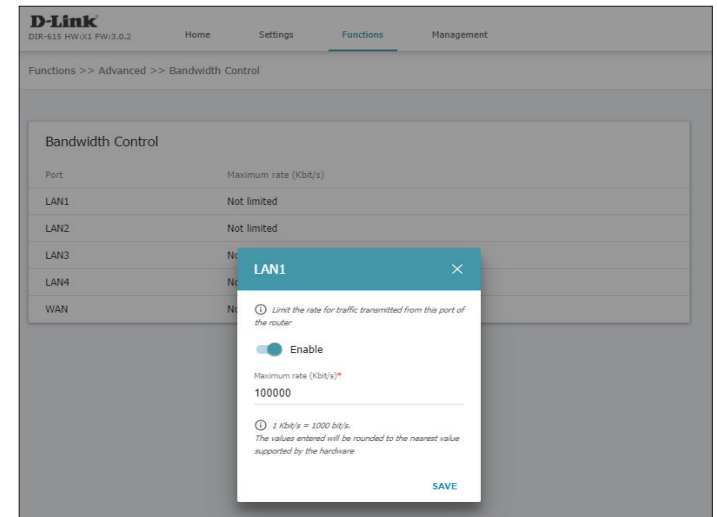 D-Link
DIR-615 HW:X1 FW:3.0.2
Home Settings Functions Management
Functions >> Advanced >> Bandwidth Control
Bandwidth Control
Port Maximum rate (Kbit/s)
LAN1 Not limited
LAN2 Not limited
LAN3
LAN4
WAN
LAN1
Limit the rate for traffic transmitted from this port of
the router
Enable
Maximum rate (Kbit/s)*
100000
1 Kbit/s = 1000 bit/s.
The values entered will be rounded to the nearest value
supported by the hardware
SAVE